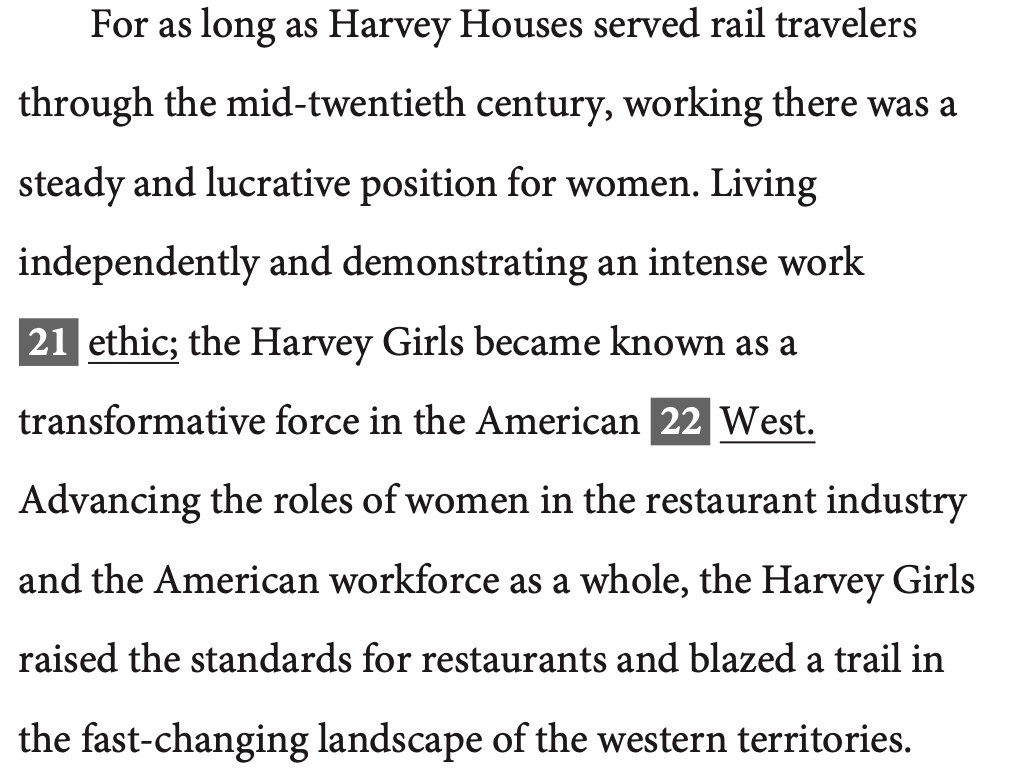 For as long as Harvey Houses served rail travelers
through the mid-twentieth century, working there was a
steady and lucrative position for women. Living
independently and demonstrating an intense work
21 ethic; the Harvey Girls became known as a
transformative force in the American 22 West.
Advancing the roles of women in the restaurant industry
and the American workforce as a whole, the Harvey Girls
raised the standards for restaurants and blazed a trail in
the fast-changing landscape of the western territories.